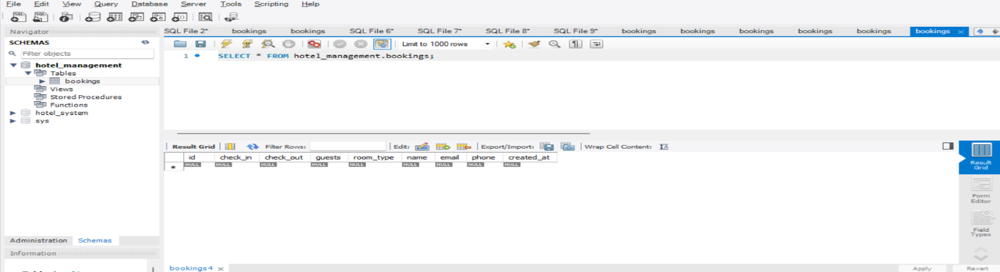 File Edit View Query Database Server Tools Scripting Help
Navigator
SQL File 2* bookings bookings SQL File 6* SQL File 7* SQL File 8* SQL File 9* bookings bookings bookings bookings bookings bookings
SCHEMAS
Limit to 1000 rows
Filter objects
1 SELECT * FROM hotel_management.bookings;
hotel_management
Tables
bookings
Views
Stored Procedures
Functions
hotel_system
sys
Result Grid Filter Rows: Edit: Export/Import: Wrap Cell Content:
id check_in check_out guests room_type name email phone created_at
NULL NULL NULL NULL NULL NULL NULL NULL NULL
Result Grid
Form Editor
Field Types
Administration Schemas
Information
bookings 4
Apply Revert